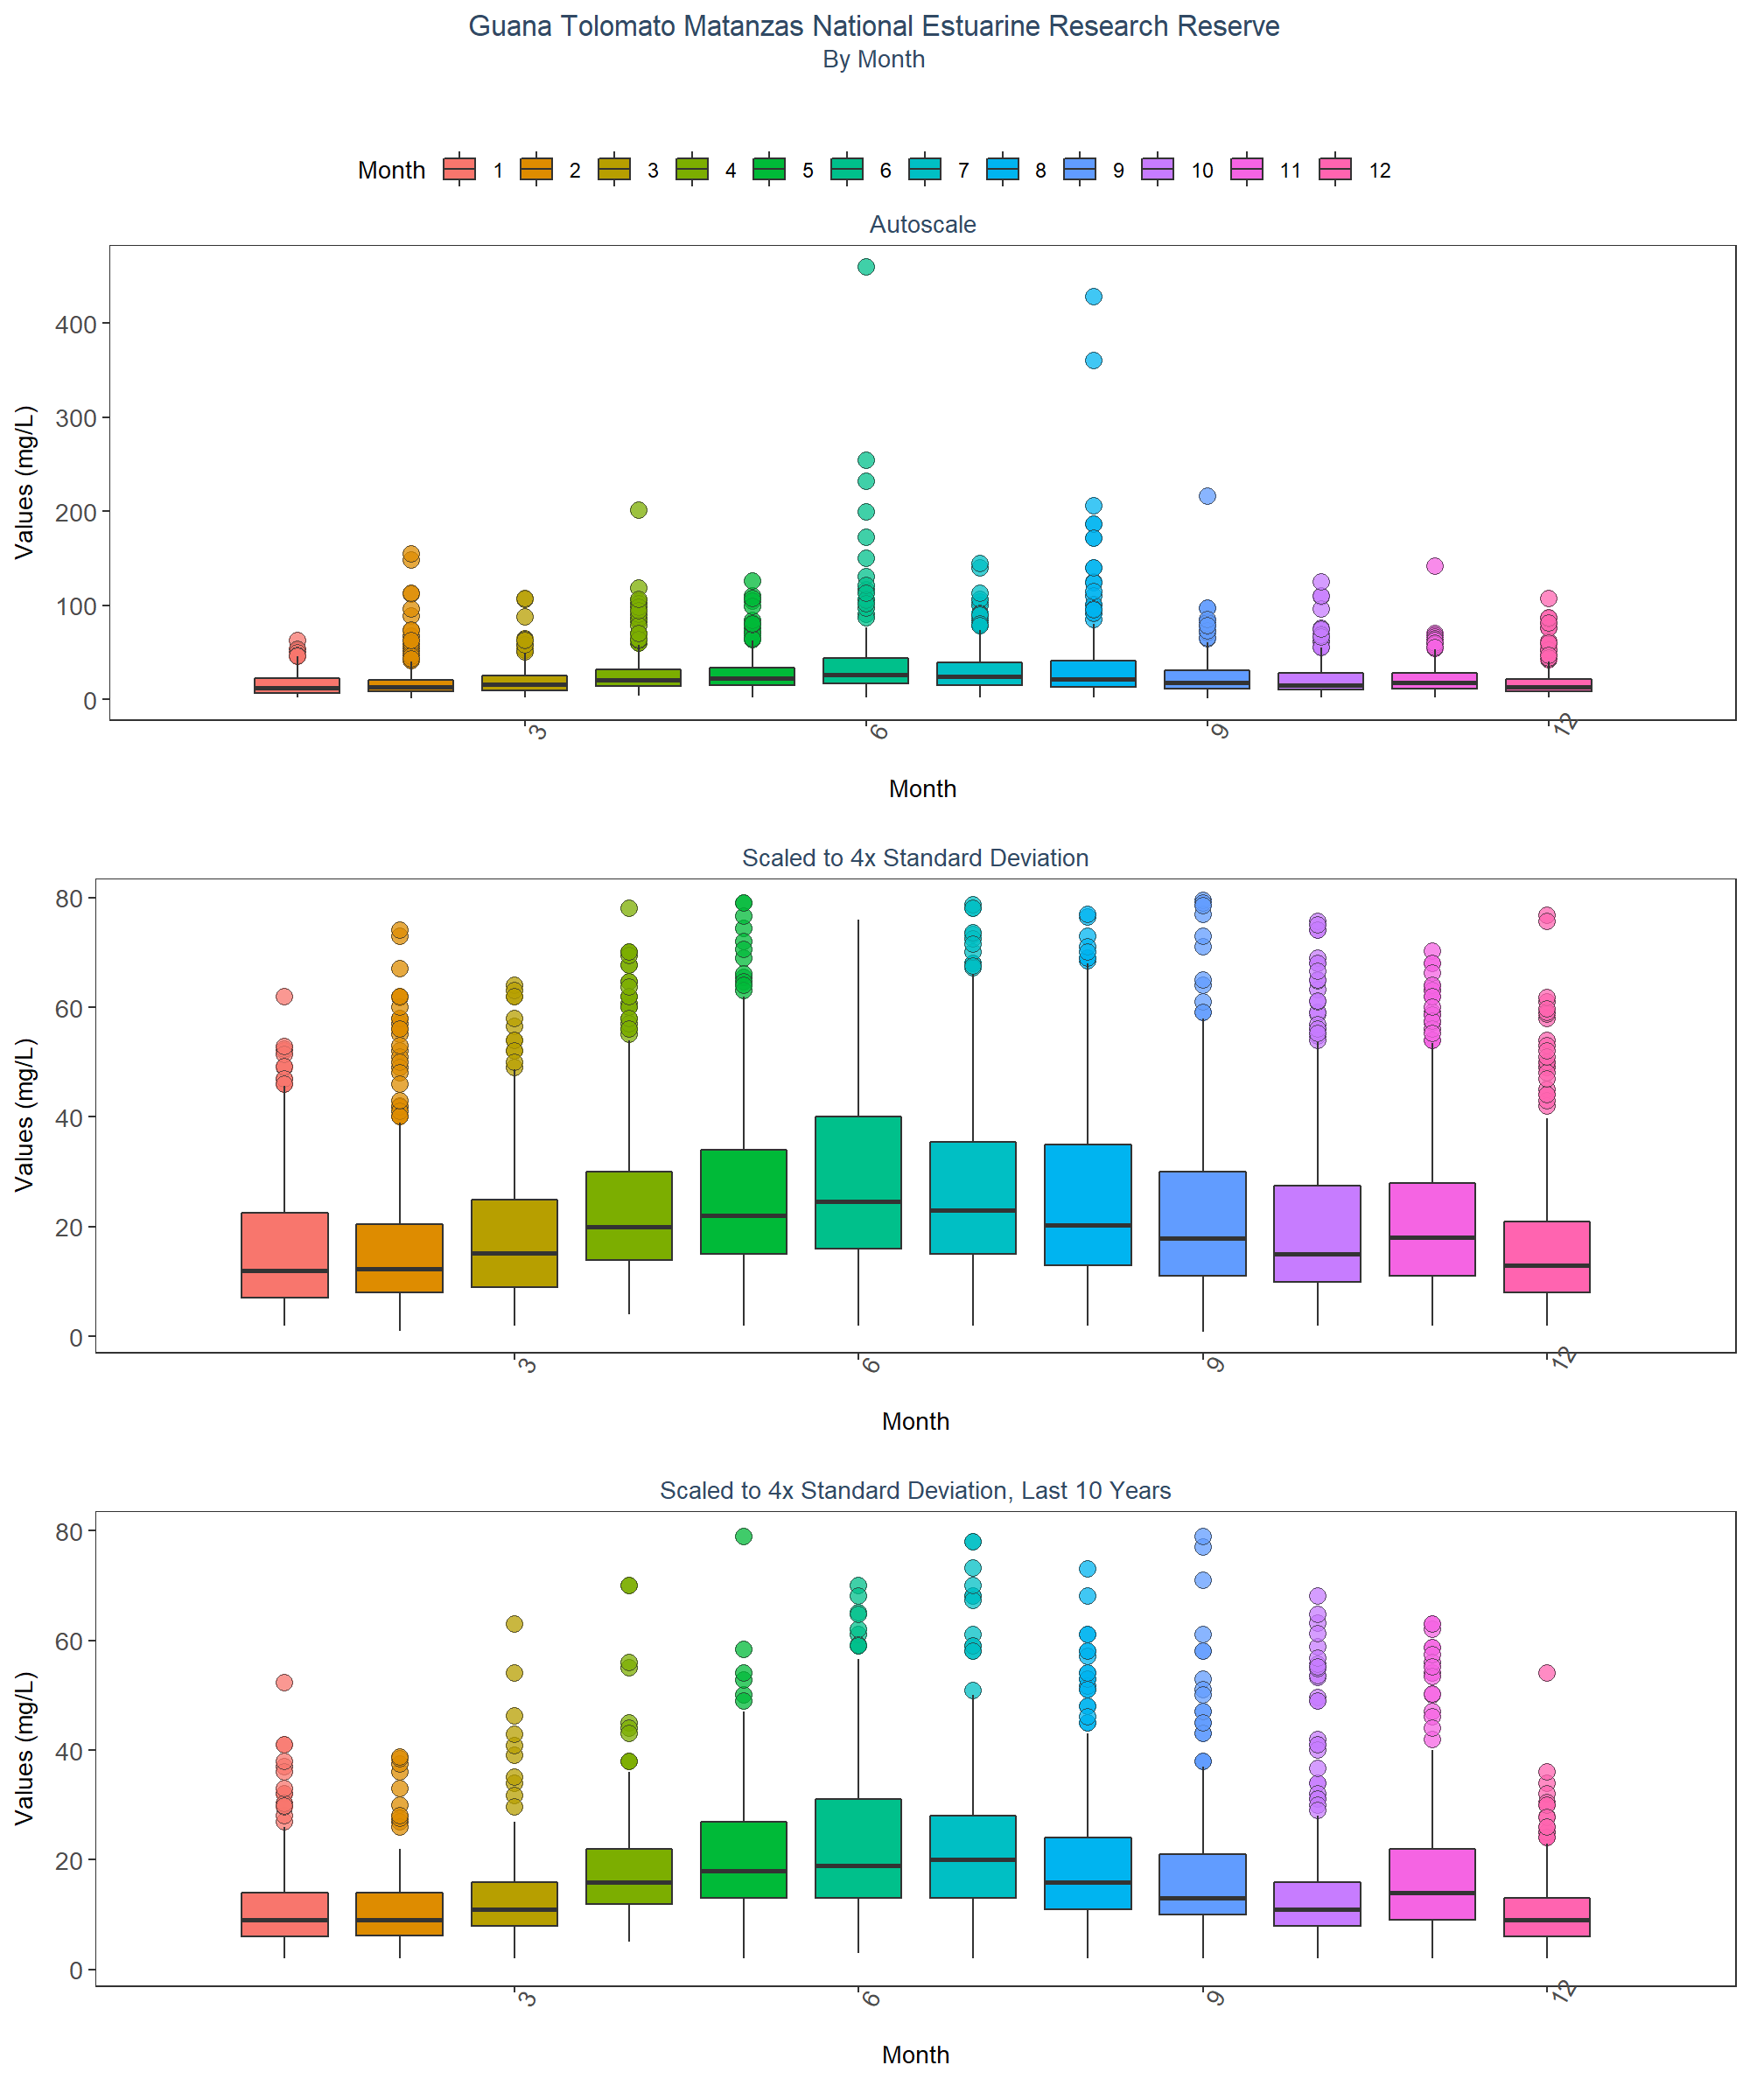 Guana Tolomato Matanzas National Estuarine Research Reserve
By Month
Month 1 2 3 4 5 6 7 8 9 10 11 12
Autoscale
Values (mg/L)
400
300
200
100
0
3 6 9 12
Month
Scaled to 4x Standard Deviation
Values (mg/L)
80
60
40
20
0
3 6 9 12
Month
Scaled to 4x Standard Deviation, Last 10 Years
Values (mg/L)
80
60
40
20
0
3 6 9 12
Month